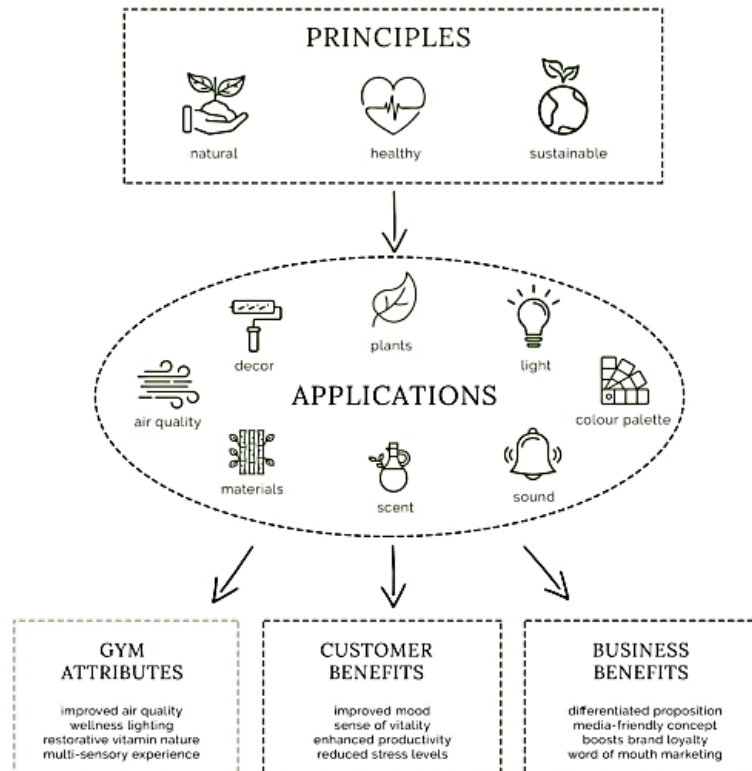 PRINCIPLES
natural
healthy
sustainable
decor
plants
light
air quality
APPLICATIONS
colour palette
materials
scent
sound
GYM
ATTRIBUTES
improved air quality
wellness lighting
restorative vitamin nature
multi-sensory experience
CUSTOMER
BENEFITS
improved mood
sense of vitality
enhanced productivity
reduced stress levels
BUSINESS
BENEFITS
differentiated proposition
media-friendly concept
boosts brand loyalty
word of mouth marketing